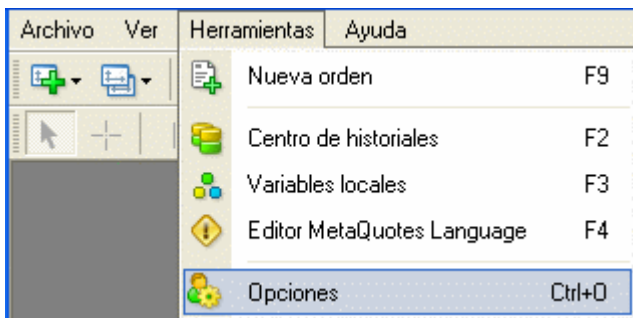 Archivo Ver Herramientas Ayuda
Nueva orden F9
Centro de historiales F2
Variables locales F3
Editor MetaQuotes Language F4
Opciones Ctrl+O